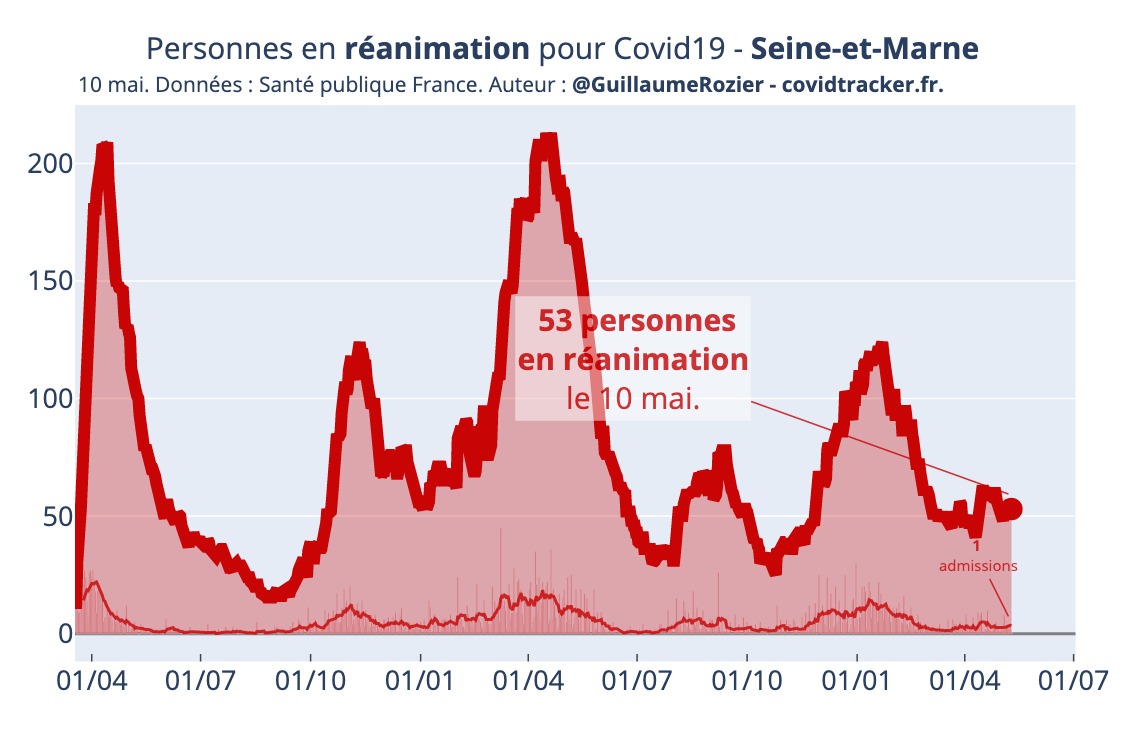 Personnes en réanimation pour Covid19 - Seine-et-Marne
10 mai. Données : Santé publique France. Auteur : @GuillaumeRozier - covidtracker.fr.
200
150
100
50
0
53 personnes
en réanimation
le 10 mai.
1
admissions
01/04 01/07 01/10 01/01 01/04 01/07 01/10 01/01 01/04 01/07